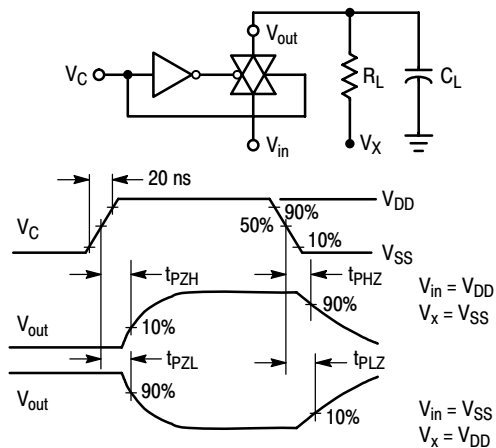 V_out
V_C
R_L
C_L
V_in
V_X
20 ns
V_C
50%
90%
10%
V_DD
V_SS
t_PZH
t_PHZ
V_out
10%
90%
V_in = V_DD
V_x = V_SS
t_PZL
t_PLZ
V_out
90%
10%
V_in = V_SS
V_x = V_DD